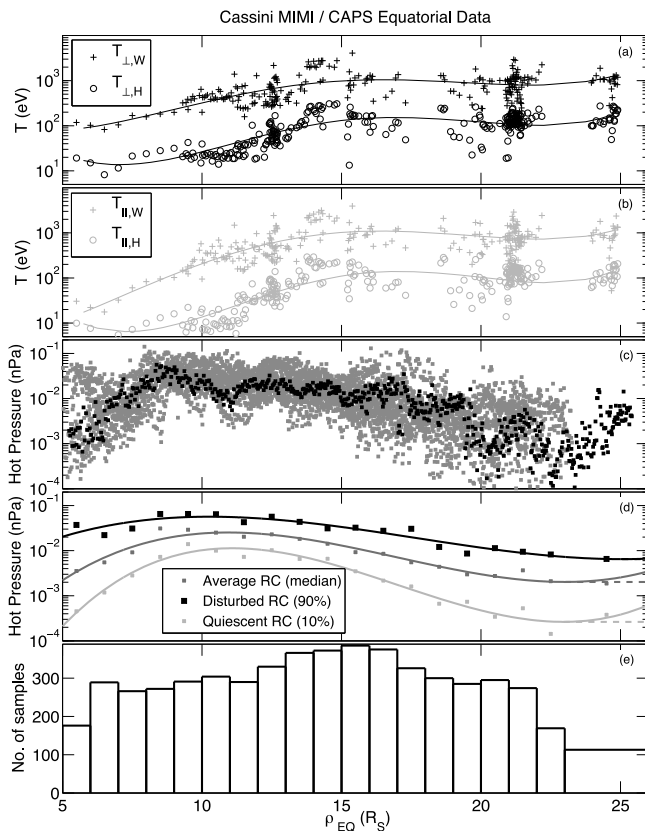 Cassini MIMI / CAPS Equatorial Data
T⊥,W
T⊥,H
(a)
10³
10²
10¹
T (eV)
T∥,W
T∥,H
(b)
10³
10²
10¹
T (eV)
(c)
10⁻¹
10⁻²
10⁻³
10⁻⁴
Hot Pressure (nPa)
(d)
10⁻¹
10⁻²
10⁻³
10⁻⁴
Hot Pressure (nPa)
Average RC (median)
Disturbed RC (90%)
Quiescent RC (10%)
(e)
300
200
100
0
No. of samples
5 10 15 20 25
ρ EQ (R S)